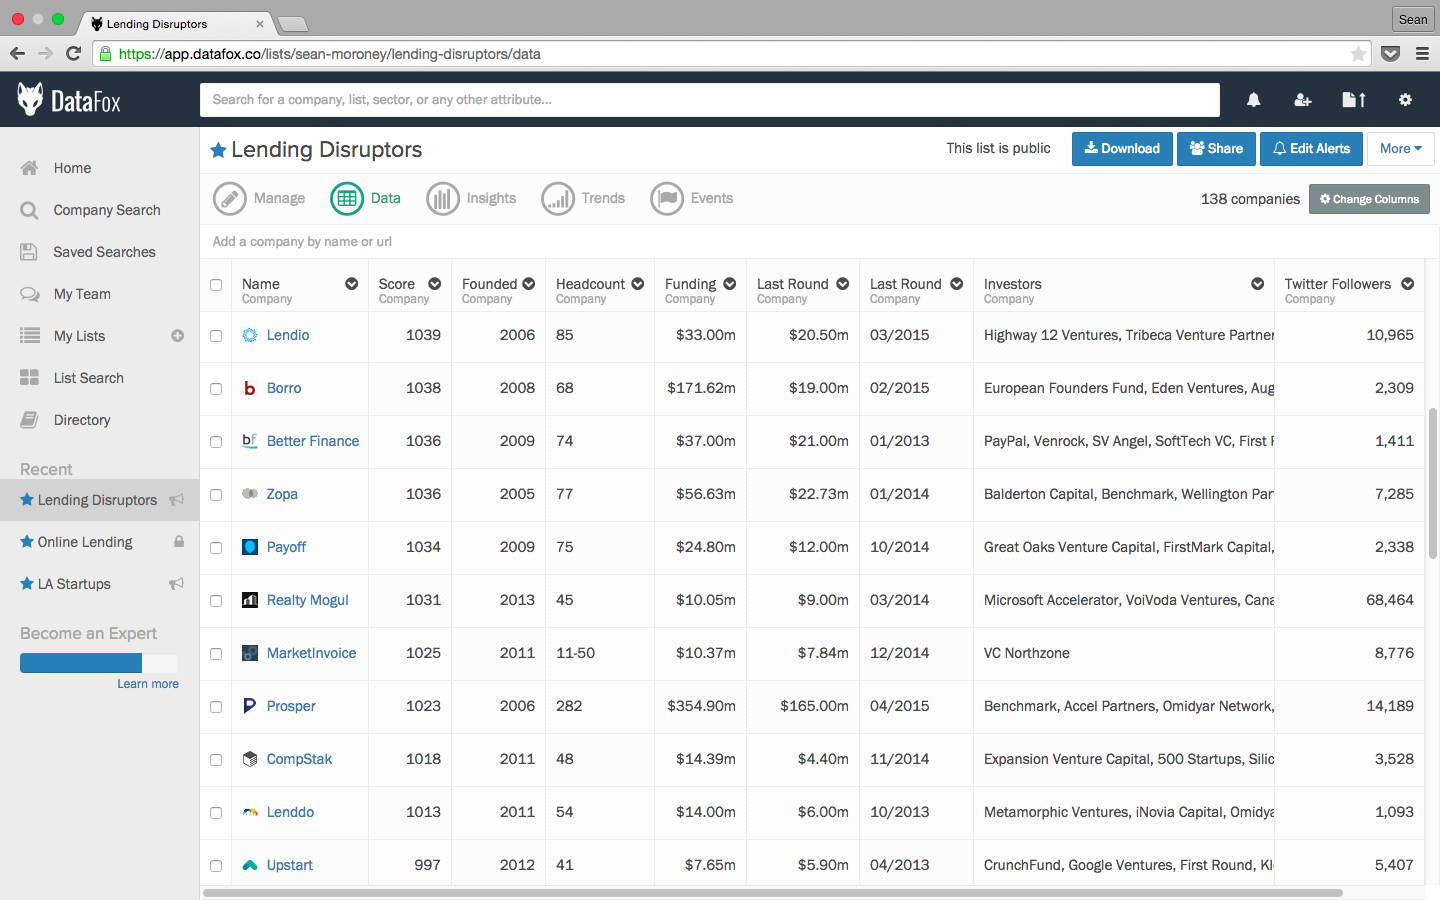 Lending Disruptors
Sean
https://app.datafox.co/lists/sean-moroney/lending-disruptors/data
DataFox
Search for a company, list, sector, or any other attribute...
Home
Company Search
Saved Searches
My Team
My Lists
List Search
Directory
Recent
Lending Disruptors
Online Lending
LA Startups
Become an Expert
Learn more
Lending Disruptors
This list is public
Download
Share
Edit Alerts
More
Manage
Data
Insights
Trends
Events
138 companies
Change Columns
Add a company by name or url
Name Score Founded Headcount Funding Last Round Last Round Investors Twitter Followers
Company Company Company Company Company Company Company Company Company
Lendio 1039 2006 85 $33.00m $20.50m 03/2015 Highway 12 Ventures, Tribeca Venture Partner 10,965
Borro 1038 2008 68 $171.62m $19.00m 02/2015 European Founders Fund, Eden Ventures, Aug 2,309
Better Finance 1036 2009 74 $37.00m $21.00m 01/2013 PayPal, Venrock, SV Angel, SoftTech VC, First 1,411
Zopa 1036 2005 77 $56.63m $22.73m 01/2014 Balderton Capital, Benchmark, Wellington Par 7,285
Payoff 1034 2009 75 $24.80m $12.00m 10/2014 Great Oaks Venture Capital, FirstMark Capital, 2,338
Realty Mogul 1031 2013 45 $10.05m $9.00m 03/2014 Microsoft Accelerator, VoiVoda Ventures, Cana 68,464
MarketInvoice 1025 2011 11-50 $10.37m $7.84m 12/2014 VC Northzone 8,776
Prosper 1023 2006 282 $354.90m $165.00m 04/2015 Benchmark, Accel Partners, Omidyar Network, 14,189
CompStak 1018 2011 48 $14.39m $4.40m 11/2014 Expansion Venture Capital, 500 Startups, Silic 3,528
Lenddo 1013 2011 54 $14.00m $6.00m 10/2013 Metamorphic Ventures, iNovia Capital, Omidya 1,093
Upstart 997 2012 41 $7.65m $5.90m 04/2013 CrunchFund, Google Ventures, First Round, Kl 5,407